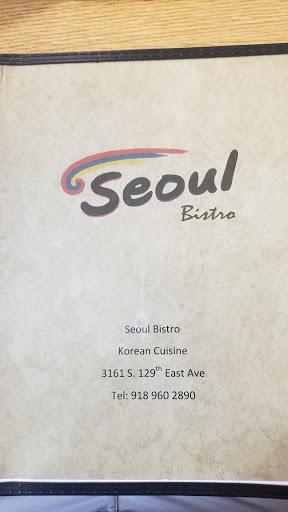 Seoul
Bistro
Seoul Bistro
Korean Cuisine
3161 S. 129th East Ave
Tel: 918 960 2890